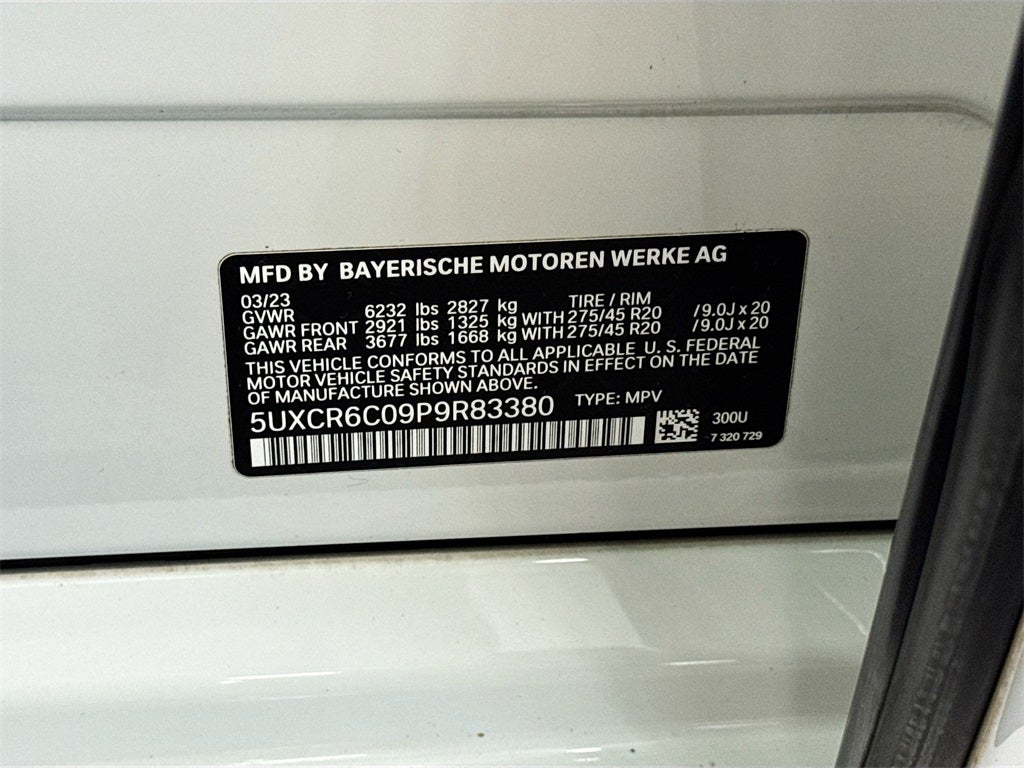 MFD BY BAYERISCHE MOTOREN WERKE AG
03/23 TIRE / RIM
GVWR 6232 lbs 2827 kg
GAWR FRONT 2921 lbs 1325 kg WITH 275/45 R20 /9.0J x 20
GAWR REAR 3677 lbs 1668 kg WITH 275/45 R20 /9.0J x 20
THIS VEHICLE CONFORMS TO ALL APPLICABLE U. S. FEDERAL
MOTOR VEHICLE SAFETY STANDARDS IN EFFECT ON THE DATE
OF MANUFACTURE SHOWN ABOVE.
5UXCR6C09P9R83380 TYPE: MPV
300U
7 320 729